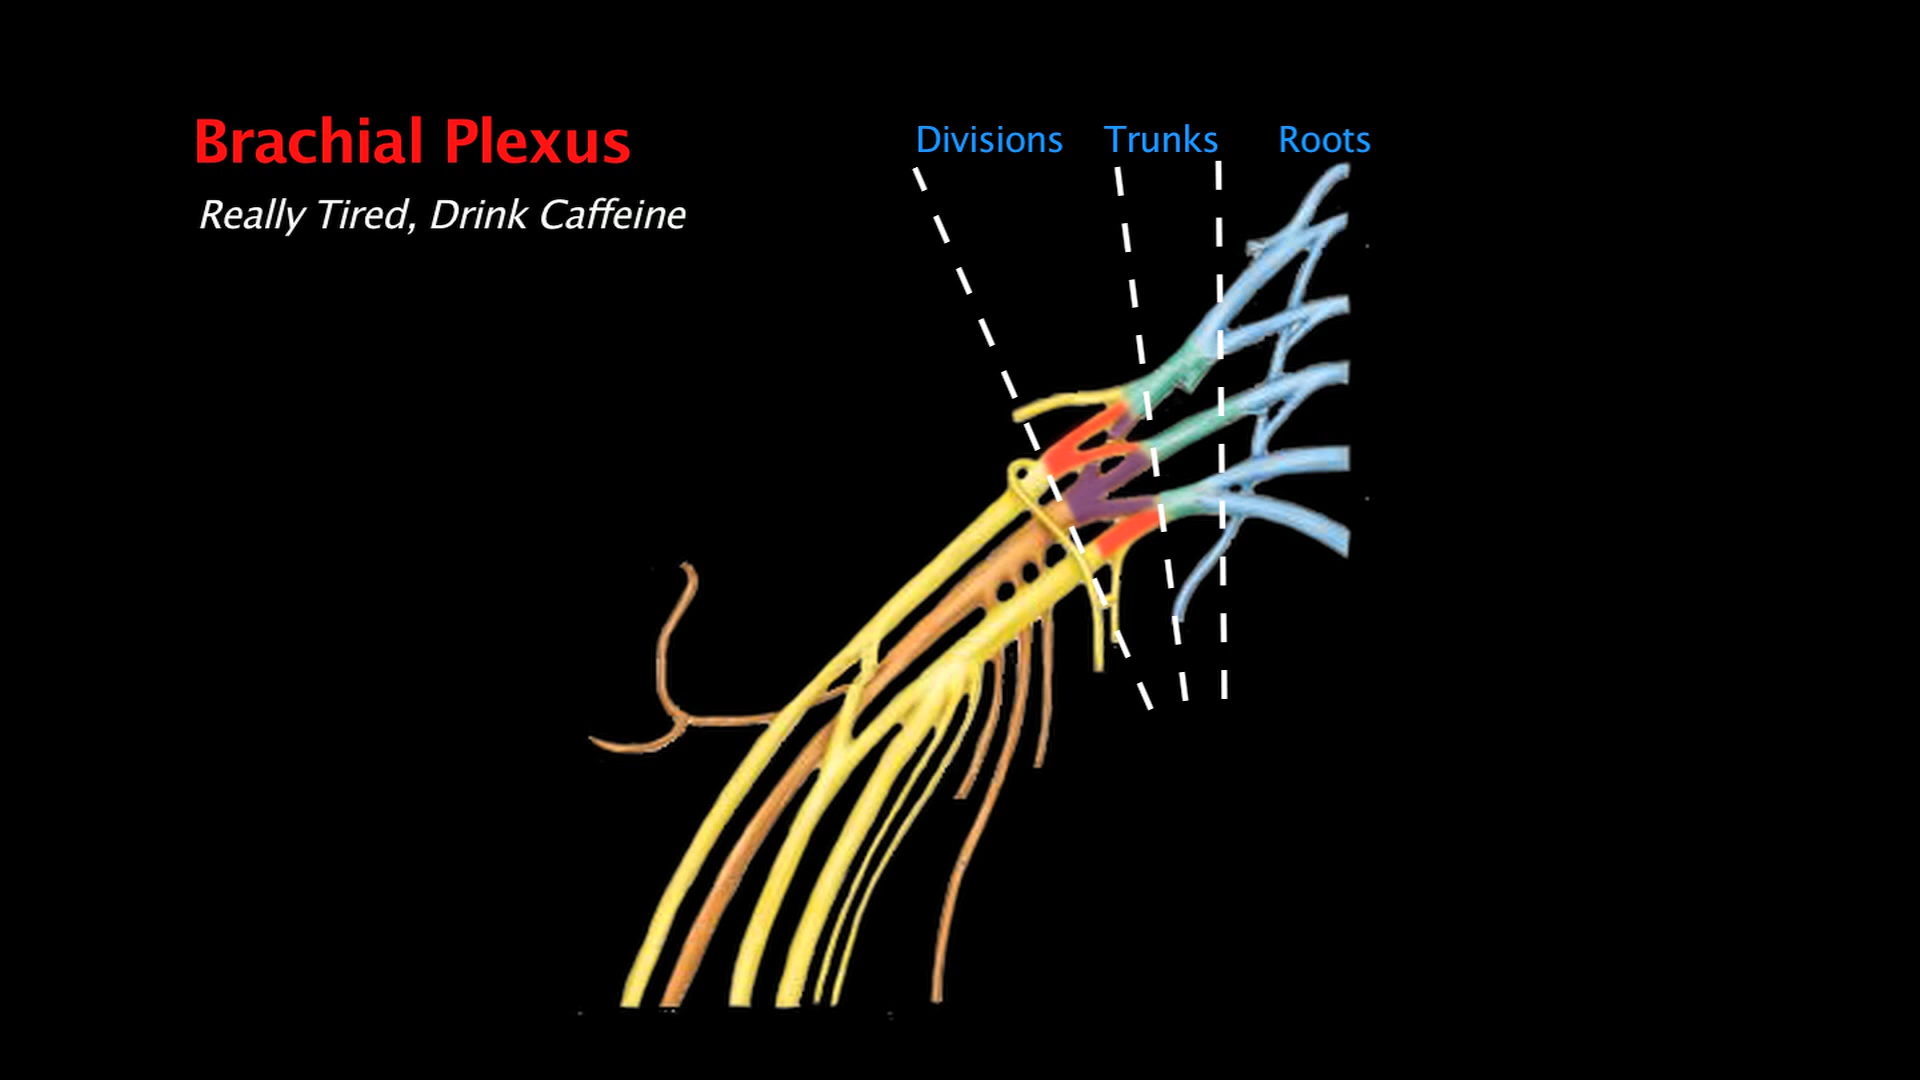 Brachial Plexus
Really Tired, Drink Caffeine
Divisions Trunks Roots